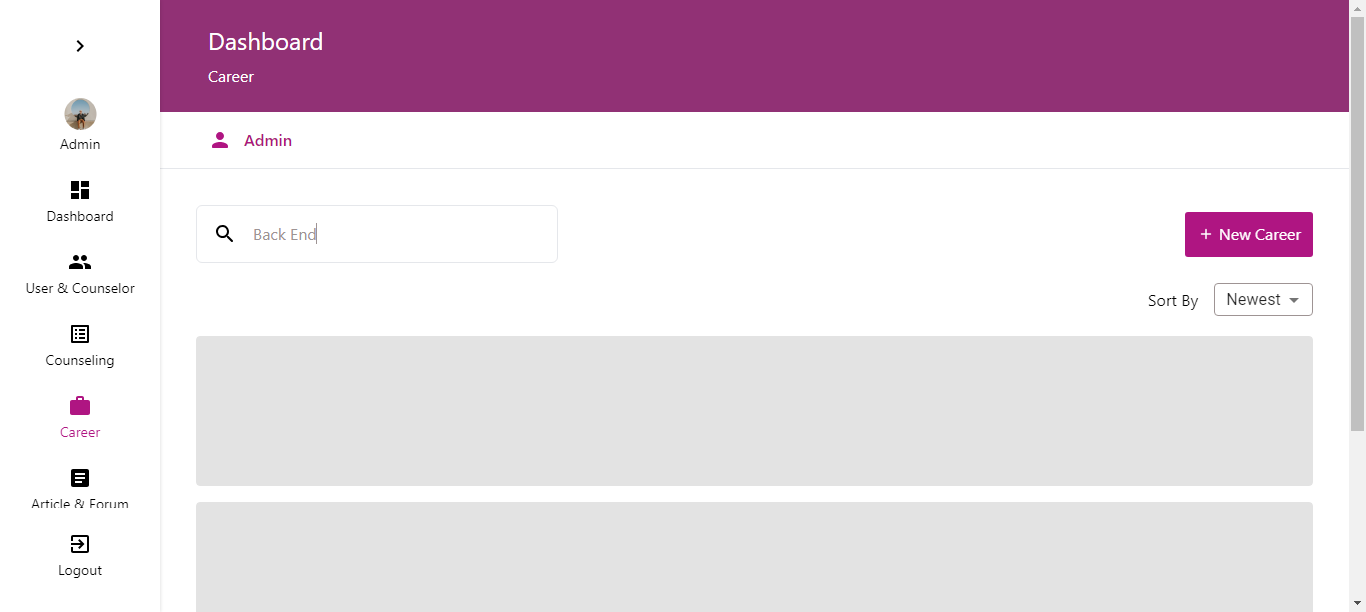 Dashboard
Career
Admin
Admin
Dashboard
User & Counselor
Counseling
Career
Article & Forum
Logout
Back End
+ New Career
Sort By
Newest